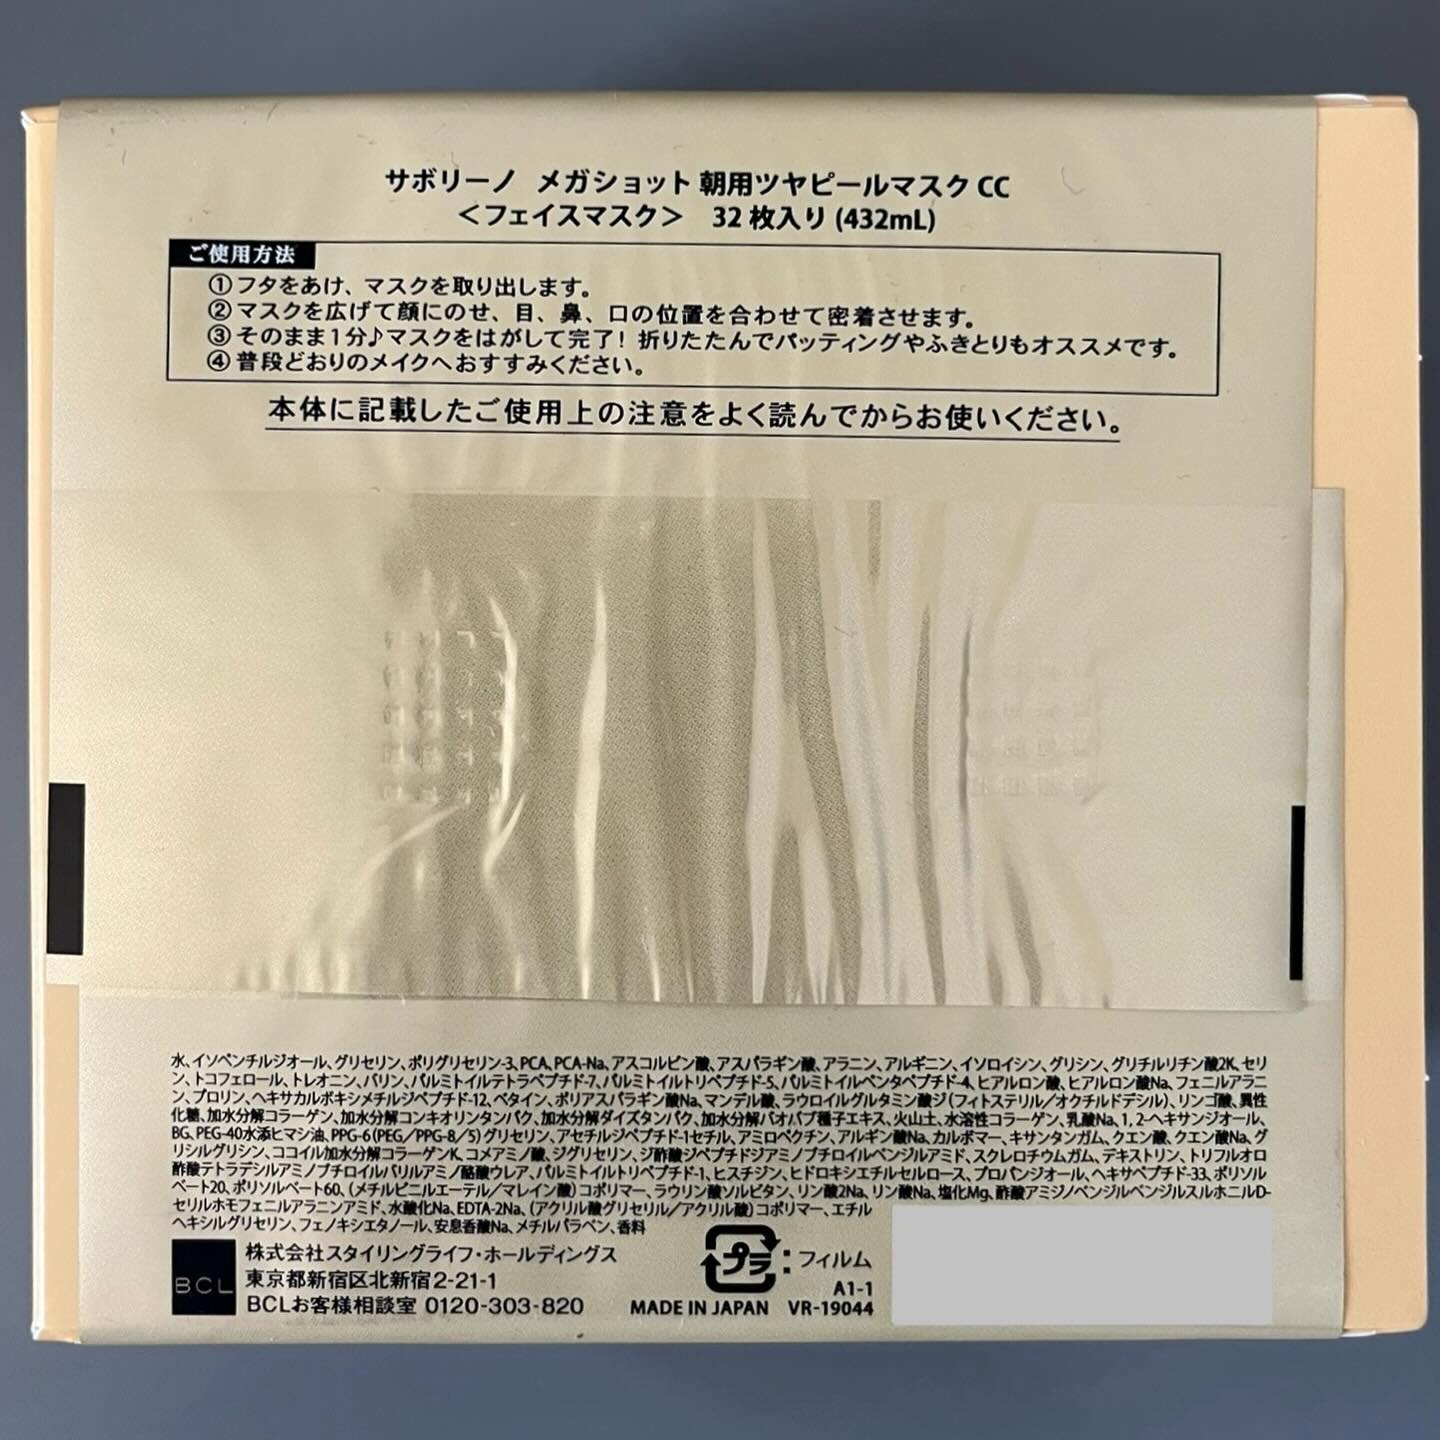 サボリーノ メガショット 朝用ツヤピールマスク CC
＜フェイスマスク＞ 32 枚入り (432mL)
ご使用方法
①フタをあけ、マスクを取り出します。
②マスクを広げて顔にのせ、目、鼻、口の位置を合わせて密着させます。
③そのまま1分♪マスクをはがして完了！折りたたんでパッティングやふきとりもオススメです。
④普段どおりのメイクへおすすみください。
本体に記載したご使用上の注意をよく読んでからお使いください。
水、イソペンチルジオール、グリセリン、ポリグリセリン-3、PCA、PCA-Na、アスコルビン酸、アスパラギン酸、アラニン、アルギニン、イソロイシン、グリシン、グリチルリチン酸2K、セリ
ン、トコフェロール、トレオニン、バリン、パルミトイルテトラペプチド-7、パルミトイルトリペプチド-5、パルミトイルペンタペプチド-4、ヒアルロン酸、ヒアルロン酸Na、フェニルアラニ
ン、プロリン、ヘキサカルボキシメチルジペプチド-12、ベタイン、ポリアスパラギン酸Na、マンデル酸、ラウロイルグルタミン酸ジ（フィトステリル／オクチルドデシル）、リンゴ酸、異性
化糖、加水分解コラーゲン、加水分解コンキオリンタンパク、加水分解ダイズタンパク、加水分解バオバブ種子エキス、火山土、水溶性コラーゲン、乳酸Na、1，2-ヘキサンジオール、
BG、PEG-40水添ヒマシ油、PPG-6（PEG／PPG-8／5）グリセリン、アセチルジペプチド-1セチル、アミロペクチン、アルギン酸Na、カルボマー、キサンタンガム、クエン酸、クエン酸Na、グ
リシルグリシン、ココイル加水分解コラーゲンK、コメアミノ酸、ジグリセリン、ジ酢酸ジペプチドジアミノブチロイルベンジルアミド、スクレロチウムガム、デキストリン、トリフルオロ
酢酸テトラデシルアミノブチロイルバリルアミノ酪酸ウレア、パルミトイルトリペプチド-1、ヒスチジン、ヒドロキシエチルセルロース、プロパンジオール、ヘキサペプチド-33、ポリソル
ベート20、ポリソルベート60、（メチルビニルエーテル／マレイン酸）コポリマー、ラウリン酸ソルビタン、リン酸2Na、リン酸Na、塩化Mg、酢酸アミジノベンジルベンジルスルホニルD-
セリルホモフェニルアラニンアミド、水酸化Na、EDTA-2Na、（アクリル酸グリセリル／アクリル酸）コポリマー、エチル
ヘキシルグリセリン、フェノキシエタノール、安息香酸Na、メチルパラベン、香料
BCL
株式会社スタイリングライフ・ホールディングス
東京都新宿区北新宿2-21-1
BCLお客様相談室 0120-303-820
プラ：フィルム
A1-1
MADE IN JAPAN VR-19044